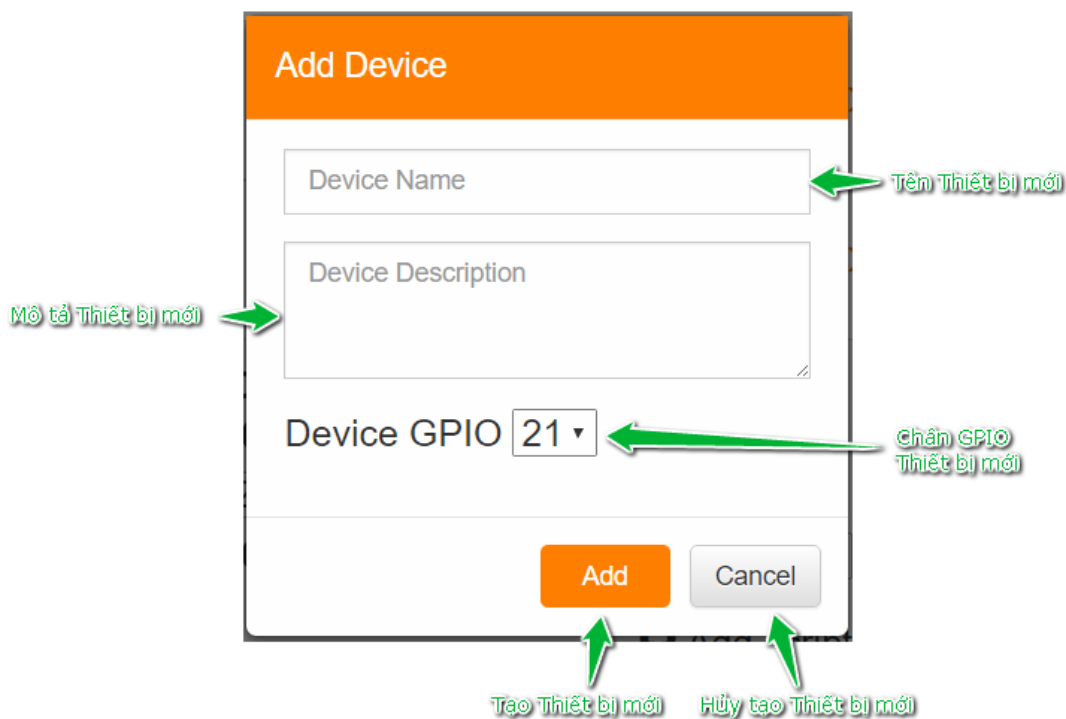 Add Device
Device Name
Tên Thiết bị mới
Device Description
Mô tả Thiết bị mới
Device GPIO 21
Chân GPIO
Thiết bị mới
Add
Cancel
Tạo Thiết bị mới
Hủy tạo Thiết bị mới